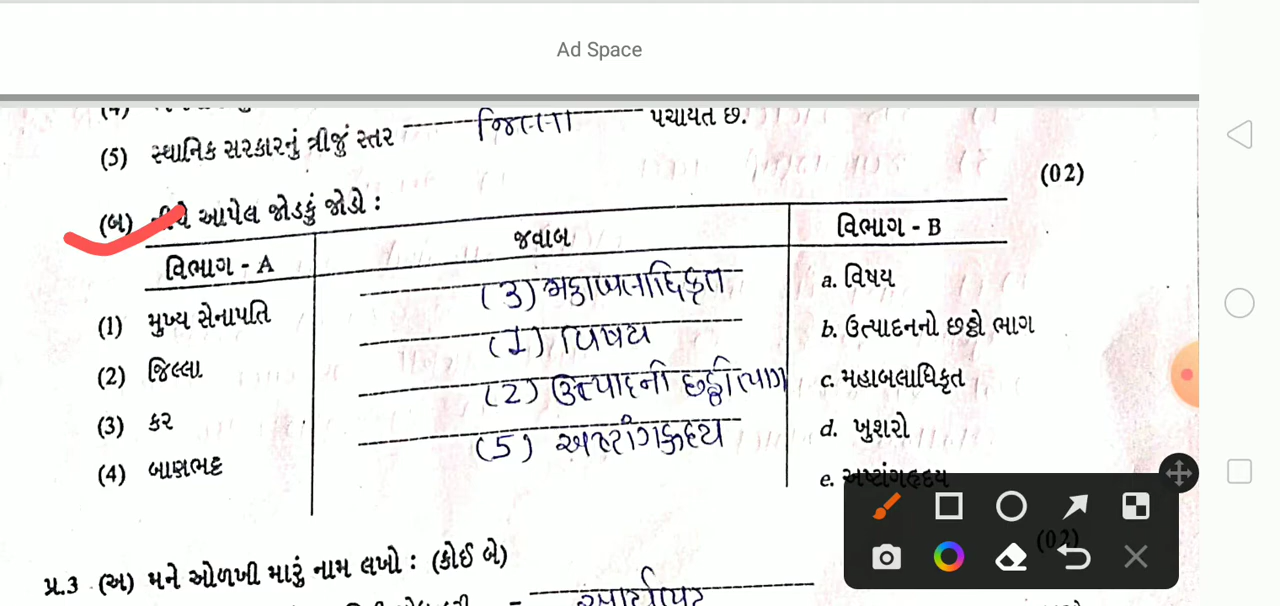 Ad Space
(5) સ્થાનિક સરકારનું ત્રીજું સ્તર જિલ્લા પંચાયત છે.
(02)
(બ) નીચે આપેલ જોડકું જોડો :
વિભાગ - A જવાબ વિભાગ - B
(1) મુખ્ય સેનાપતિ (3) મહાબલાધિકૃત a. વિષય
(2) જિલ્લા (1) વિષય b. ઉત્પાદનનો છઠ્ઠો ભાગ
(3) કર (2) ઉત્પાદની છઠ્ઠી ભાગ c. મહાબલાધિકૃત
(4) બાણભટ્ટ (5) અષ્ટાંગહ્રદય d. ખુશરો
e. અષ્ટાંગહૃદય
(02)
પ્ર.3 (અ) મને ઓળખી મારું નામ લખો : (કોઈ બે)